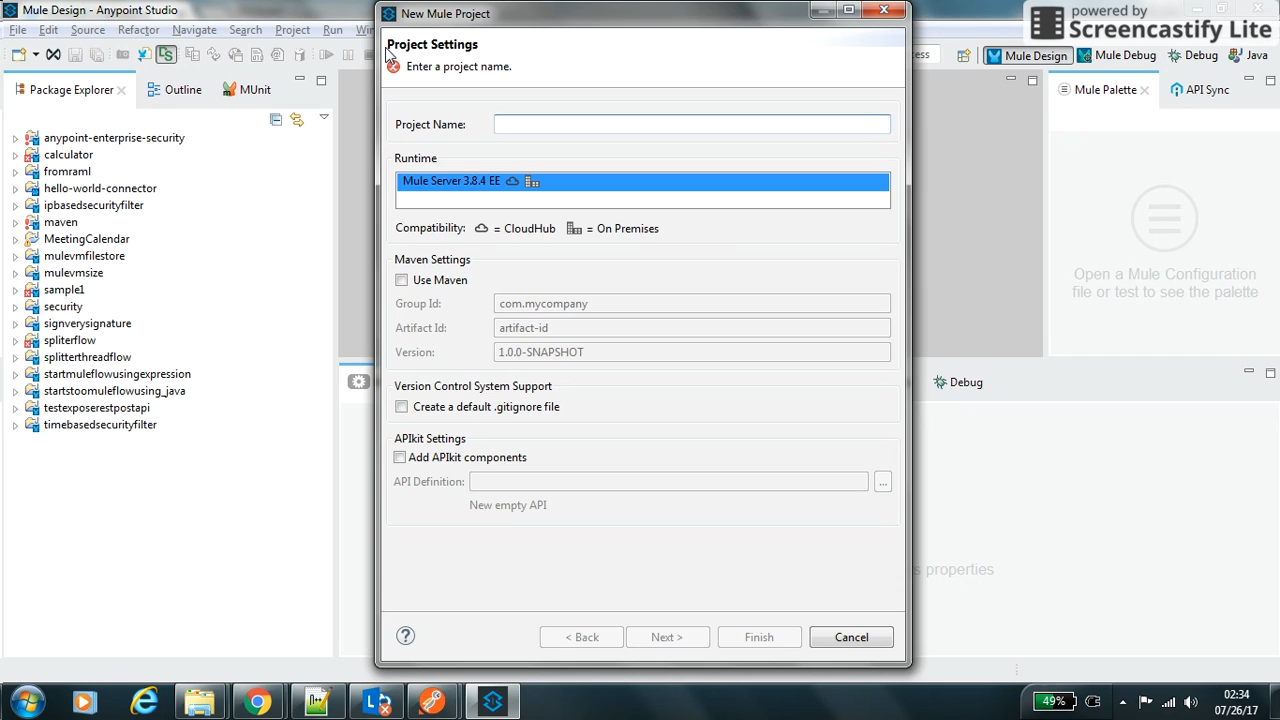 Mule Design - Anypoint Studio
New Mule Project
powered by
Screencastify Lite
File Edit Source Refactor Navigate Search Project Run
Project Settings
Enter a project name.
Mule Design
Mule Debug
Debug
Java
Package Explorer
Outline
MUnit
Mule Palette
API Sync
anypoint-enterprise-security
calculator
fromraml
hello-world-connector
ipbasedsecurityfilter
maven
MeetingCalendar
mulevmfilestore
mulevmsize
sample1
security
signverysignature
spliterflow
splitterthreadflow
startmuleflowusingexpression
startstoomuleflowusing_java
testexposerestpostapi
timebasedsecurityfilter
Project Name:
Runtime
Mule Server 3.8.4 EE
Compatibility: = CloudHub = On Premises
Maven Settings
Use Maven
Group Id: com.mycompany
Artifact Id: artifact-id
Version: 1.0.0-SNAPSHOT
Version Control System Support
Create a default .gitignore file
APIkit Settings
Add APIkit components
API Definition: ...
New empty API
< Back
Next >
Finish
Cancel
Open a Mule Configuration
file or test to see the palette
Debug
properties
49%
02:34
07/26/17